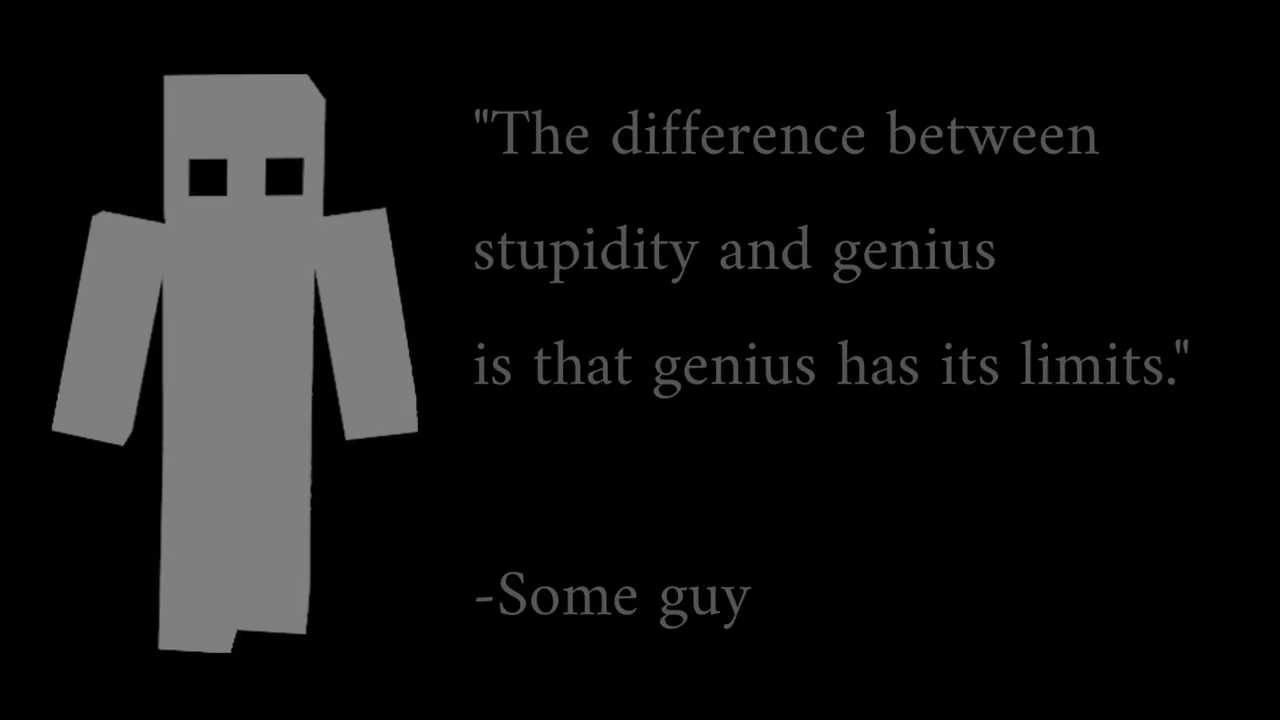 "The difference between
stupidity and genius
is that genius has its limits."
-Some guy